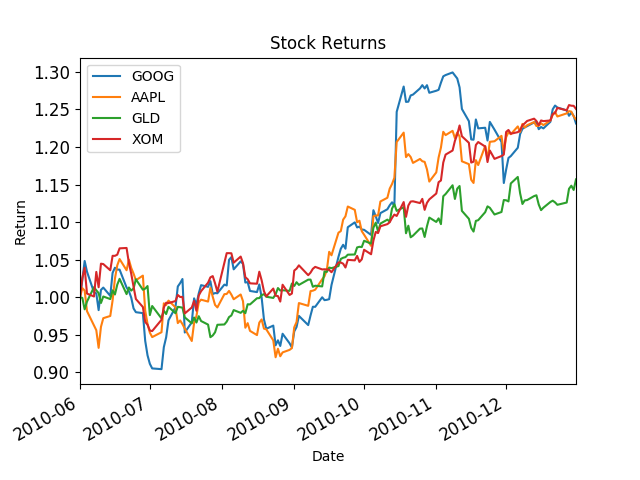 Stock Returns
GOOG
AAPL
GLD
XOM
1.30
1.25
1.20
1.15
1.10
1.05
1.00
0.95
0.90
Return
2010-06
2010-07
2010-08
2010-09
2010-10
2010-11
2010-12
Date